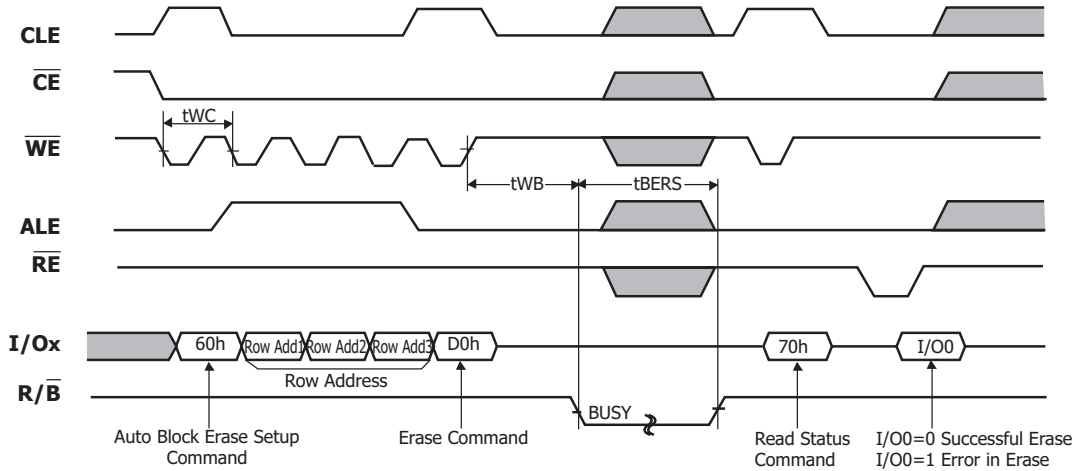 CLE
CE
tWC
WE
tWB
tBERS
ALE
RE
I/Ox
60h
Row Add1
Row Add2
Row Add3
D0h
70h
I/O0
Row Address
R/B
BUSY
Auto Block Erase Setup
Command
Erase Command
Read Status
Command
I/O0=0 Successful Erase
I/O0=1 Error in Erase